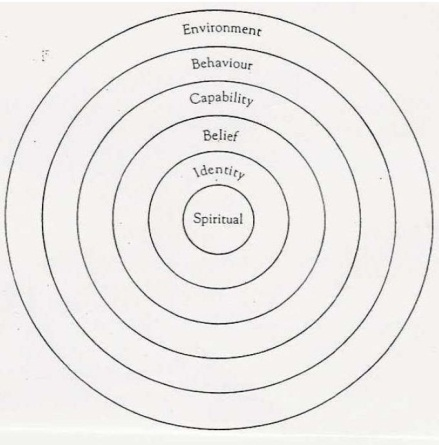 Environment
Behaviour
Capability
Belief
Identity
Spiritual